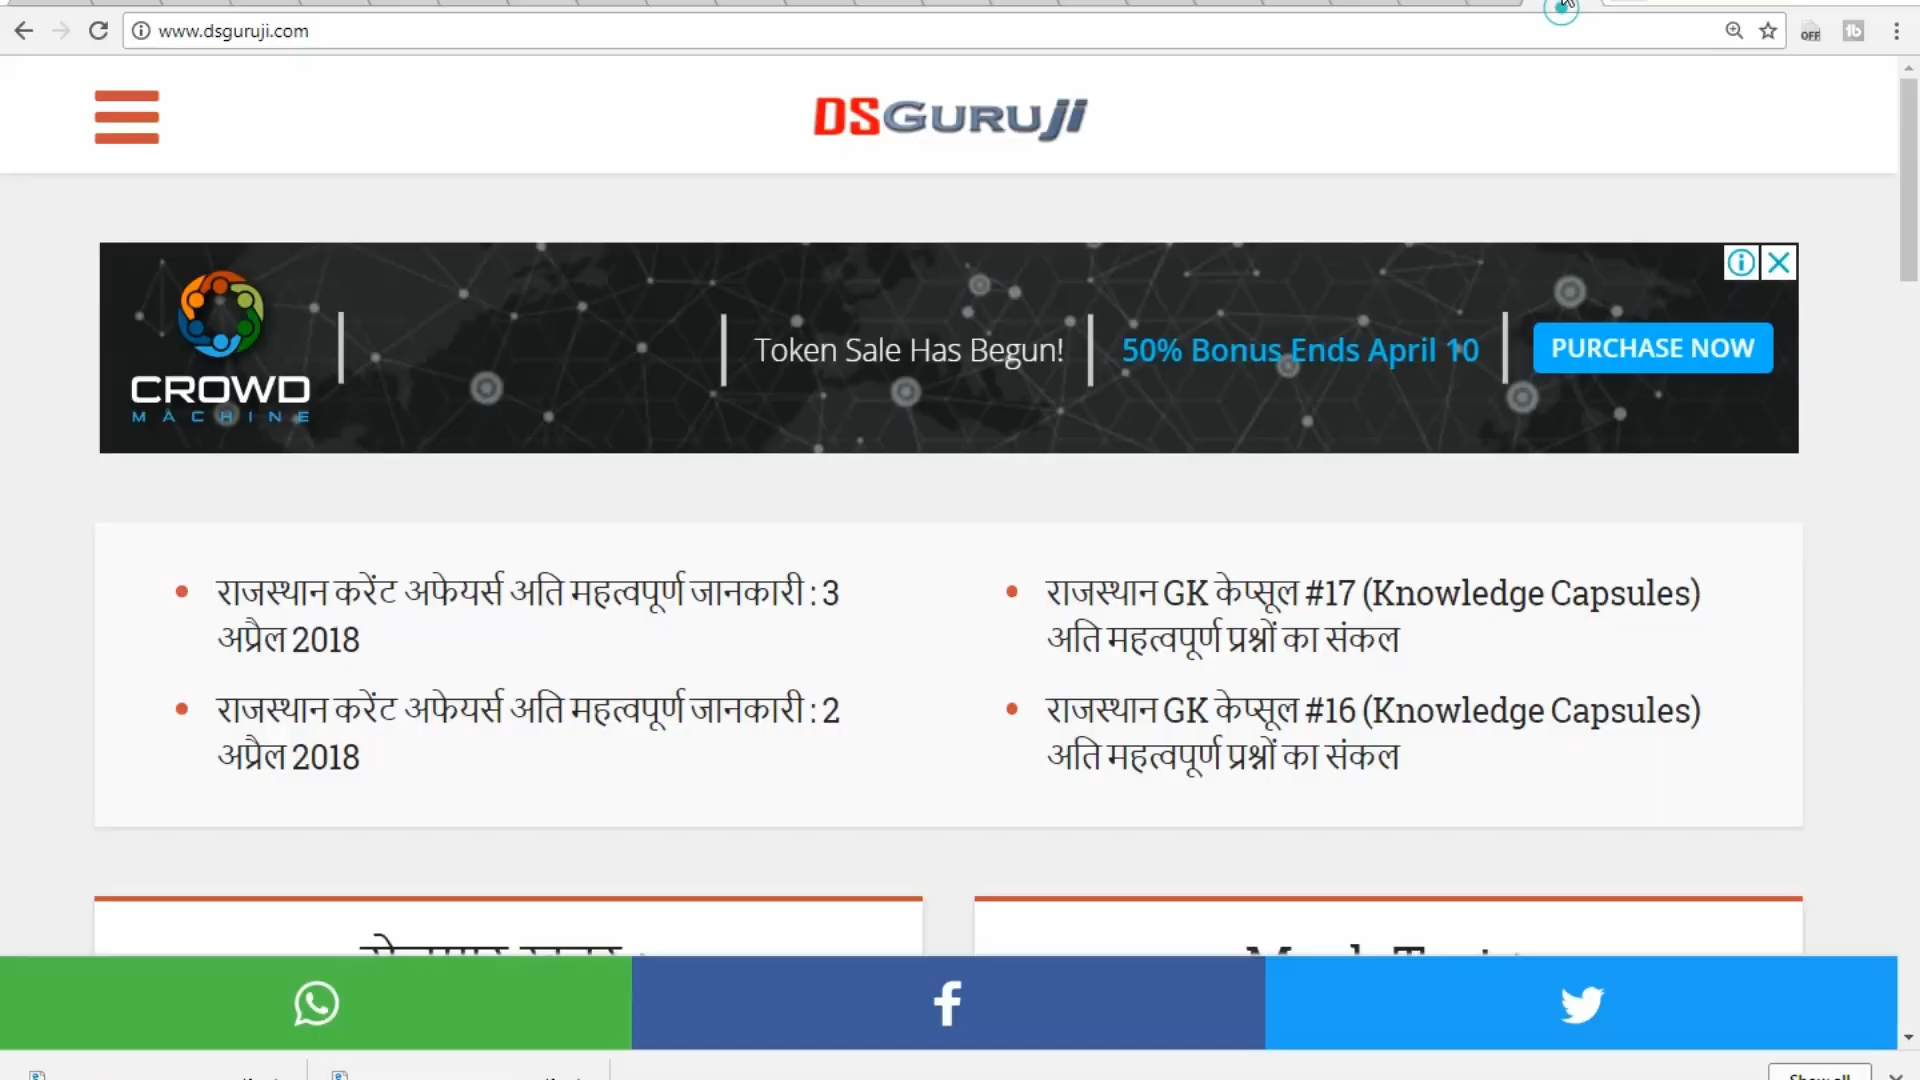 www.dsguruji.com
OFF
DSGURUji
CROWD
MACHINE
Token Sale Has Begun!
50% Bonus Ends April 10
PURCHASE NOW
राजस्थान करेंट अफेयर्स अति महत्वपूर्ण जानकारी : 3
अप्रैल 2018
राजस्थान करेंट अफेयर्स अति महत्वपूर्ण जानकारी : 2
अप्रैल 2018
राजस्थान GK केप्सूल #17 (Knowledge Capsules)
अति महत्वपूर्ण प्रश्नों का संकल
राजस्थान GK केप्सूल #16 (Knowledge Capsules)
अति महत्वपूर्ण प्रश्नों का संकल
Show all